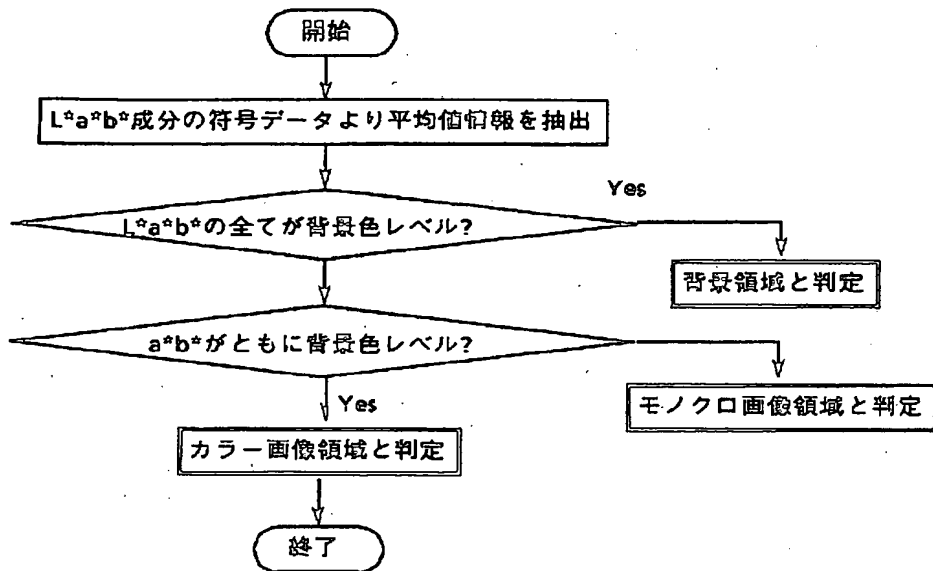 開始
L*a*b*成分の符号データより平均値情報を抽出
Yes
L*a*b*の全てが背景色レベル?
背景領域と判定
a*b*がともに背景色レベル?
Yes
モノクロ画像領域と判定
カラー画像領域と判定
終了